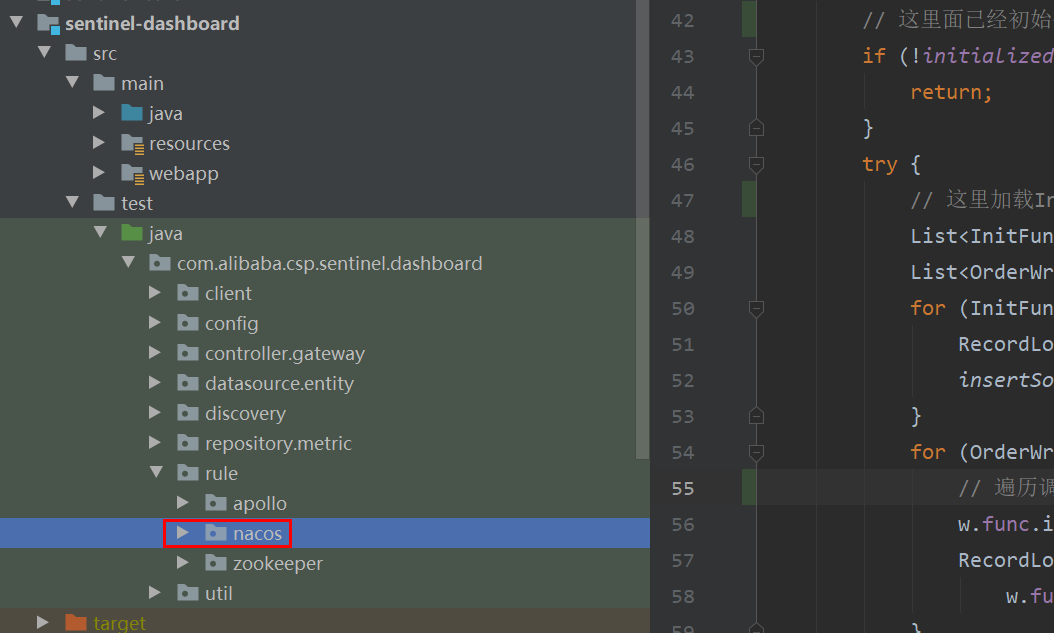 sentinel-dashboard
src
main
java
resources
webapp
test
java
com.alibaba.csp.sentinel.dashboard
client
config
controller.gateway
datasource.entity
discovery
repository.metric
rule
apollo
nacos
zookeeper
util
target
42 // 这里面已经初始
43 if (!initialized
44 return;
45 }
46 try {
47 // 这里加载In
48 List<InitFun
49 List<OrderWr
50 for (InitFun
51 RecordLo
52 insertSo
53 }
54 for (OrderWr
55 // 遍历调
56 w.func.i
57 RecordLo
58 w.fu
59 }